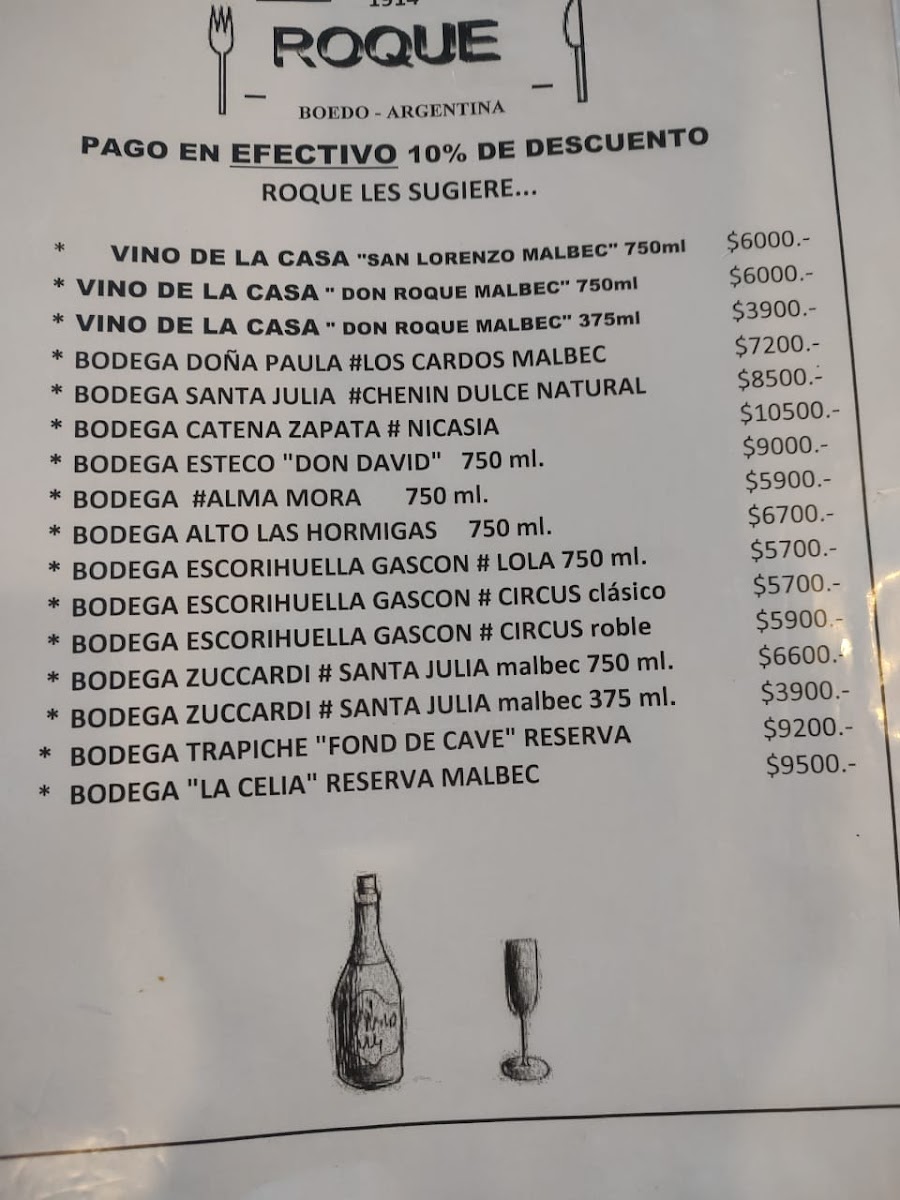 1914
ROQUE
BOEDO - ARGENTINA
PAGO EN EFECTIVO 10% DE DESCUENTO
ROQUE LES SUGIERE...
* VINO DE LA CASA "SAN LORENZO MALBEC" 750ml $6000.-
* VINO DE LA CASA " DON ROQUE MALBEC" 750ml $6000.-
* VINO DE LA CASA " DON ROQUE MALBEC" 375ml $3900.-
* BODEGA DOÑA PAULA #LOS CARDOS MALBEC $7200.-
* BODEGA SANTA JULIA #CHENIN DULCE NATURAL $8500.-
* BODEGA CATENA ZAPATA # NICASIA $10500.-
* BODEGA ESTECO "DON DAVID" 750 ml. $9000.-
* BODEGA #ALMA MORA 750 ml. $5900.-
* BODEGA ALTO LAS HORMIGAS 750 ml. $6700.-
* BODEGA ESCORIHUELLA GASCON # LOLA 750 ml. $5700.-
* BODEGA ESCORIHUELLA GASCON # CIRCUS clásico $5700.-
* BODEGA ESCORIHUELLA GASCON # CIRCUS roble $5900.-
* BODEGA ZUCCARDI # SANTA JULIA malbec 750 ml. $6600.-
* BODEGA ZUCCARDI # SANTA JULIA malbec 375 ml. $3900.-
* BODEGA TRAPICHE "FOND DE CAVE" RESERVA $9200.-
* BODEGA "LA CELIA" RESERVA MALBEC $9500.-